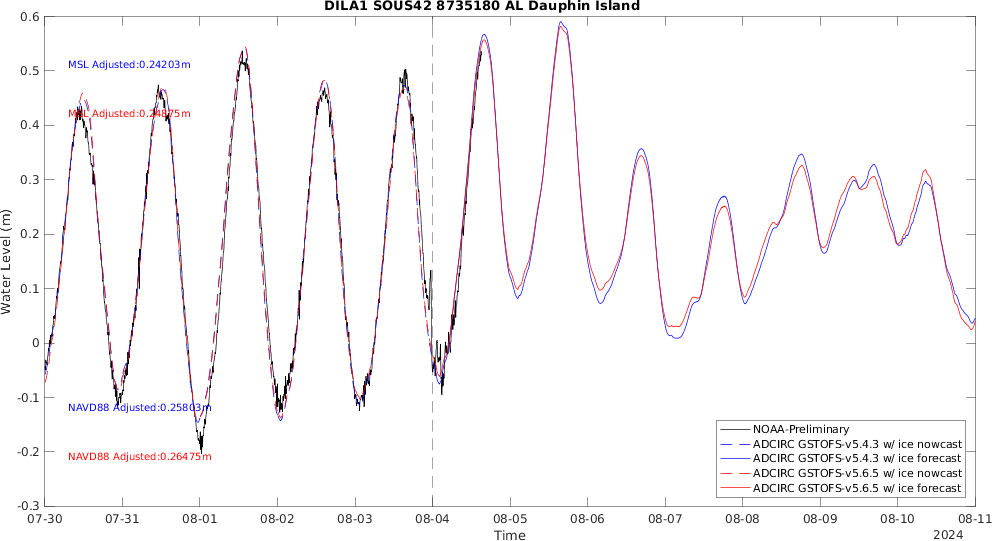 DILA1 SOUS42 8735180 AL Dauphin Island
0.6
0.5
0.4
0.3
0.2
0.1
0
-0.1
-0.2
-0.3
Water Level (m)
MSL Adjusted:0.24203m
MSL Adjusted:0.24875m
NAVD88 Adjusted:0.25803m
NAVD88 Adjusted:0.26475m
NOAA-Preliminary
ADCIRC GSTOFS-v5.4.3 w/ ice nowcast
ADCIRC GSTOFS-v5.4.3 w/ ice forecast
ADCIRC GSTOFS-v5.6.5 w/ ice nowcast
ADCIRC GSTOFS-v5.6.5 w/ ice forecast
07-30 07-31 08-01 08-02 08-03 08-04 08-05 08-06 08-07 08-08 08-09 08-10 08-11
Time
2024